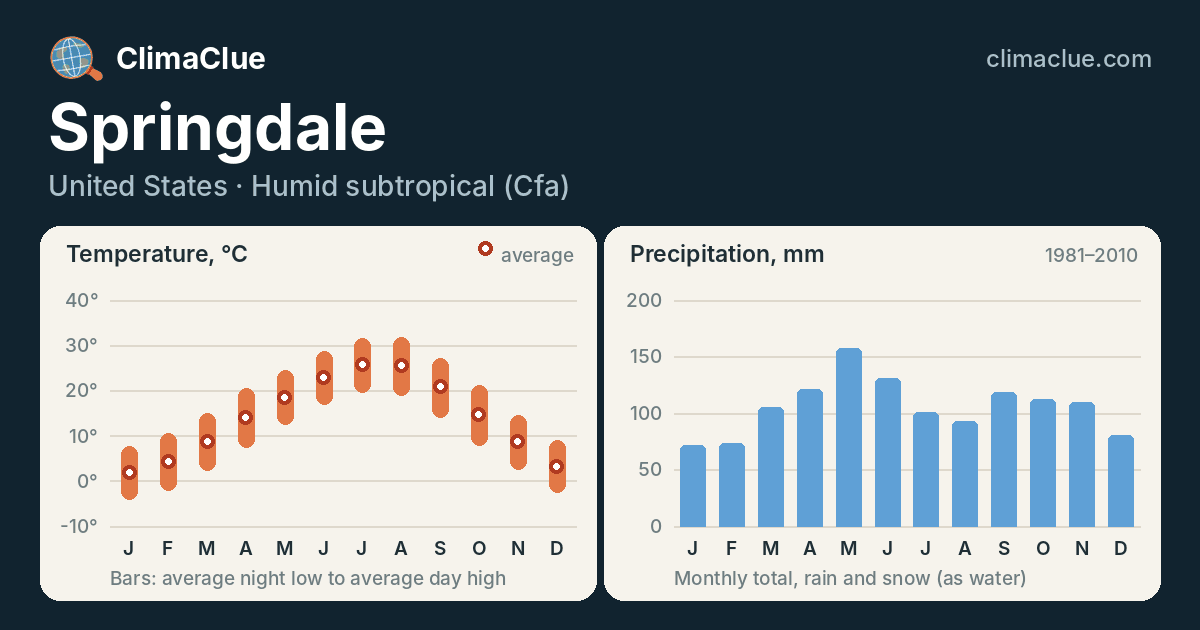 ClimaClue
climaclue.com
Springdale
United States · Humid subtropical (Cfa)
Temperature, °C
average
40°
30°
20°
10°
0°
-10°
J F M A M J J A S O N D
Bars: average night low to average day high
Precipitation, mm
1981–2010
200
150
100
50
0
J F M A M J J A S O N D
Monthly total, rain and snow (as water)